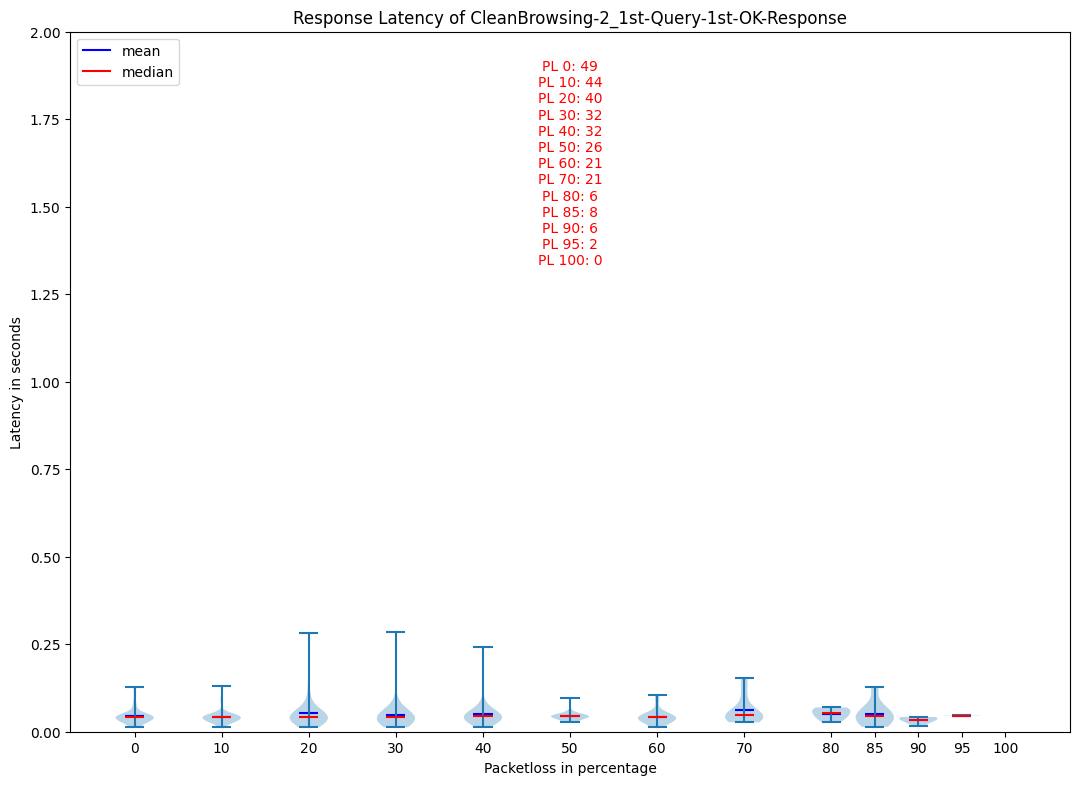 Response Latency of CleanBrowsing-2_1st-Query-1st-OK-Response
mean
median
PL 0: 49
PL 10: 44
PL 20: 40
PL 30: 32
PL 40: 32
PL 50: 26
PL 60: 21
PL 70: 21
PL 80: 6
PL 85: 8
PL 90: 6
PL 95: 2
PL 100: 0
Latency in seconds
2.00
1.75
1.50
1.25
1.00
0.75
0.50
0.25
0.00
0 10 20 30 40 50 60 70 80 85 90 95 100
Packetloss in percentage